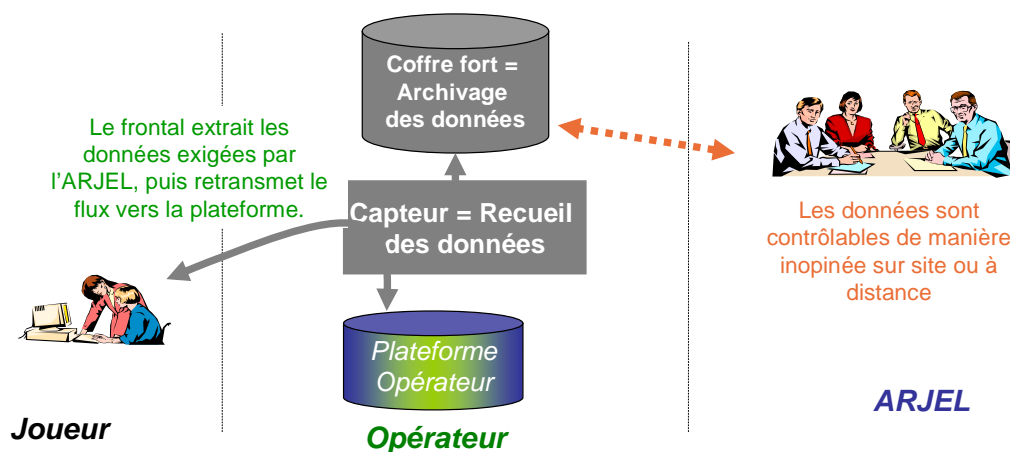 Coffre fort =
Archivage
des données
Le frontal extrait les
données exigées par
l'ARJEL, puis retransmet le
flux vers la plateforme.
Capteur = Recueil
des données
Les données sont
contrôlables de manière
inopinée sur site ou à
distance
Plateforme
Opérateur
Joueur
Opérateur
ARJEL